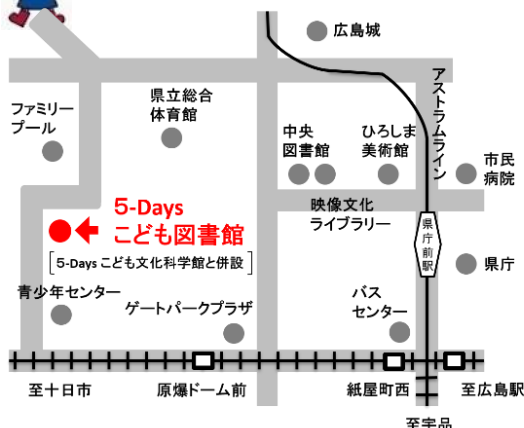 広島城
アストラムライン
県立総合
体育館
ファミリー
プール
中央
図書館
ひろしま
美術館
市民
病院
映像文化
ライブラリー
5-Days
こども図書館
[5-Days こども文化科学館と併設]
県庁前駅
県庁
青少年センター
ゲートパークプラザ
バス
センター
至十日市
原爆ドーム前
紙屋町西
至広島駅
至宇品